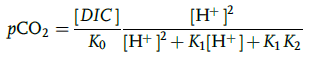 pCO₂ = [DIC]/K₀ [H⁺]²/([H⁺]² + K₁[H⁺] + K₁K₂)